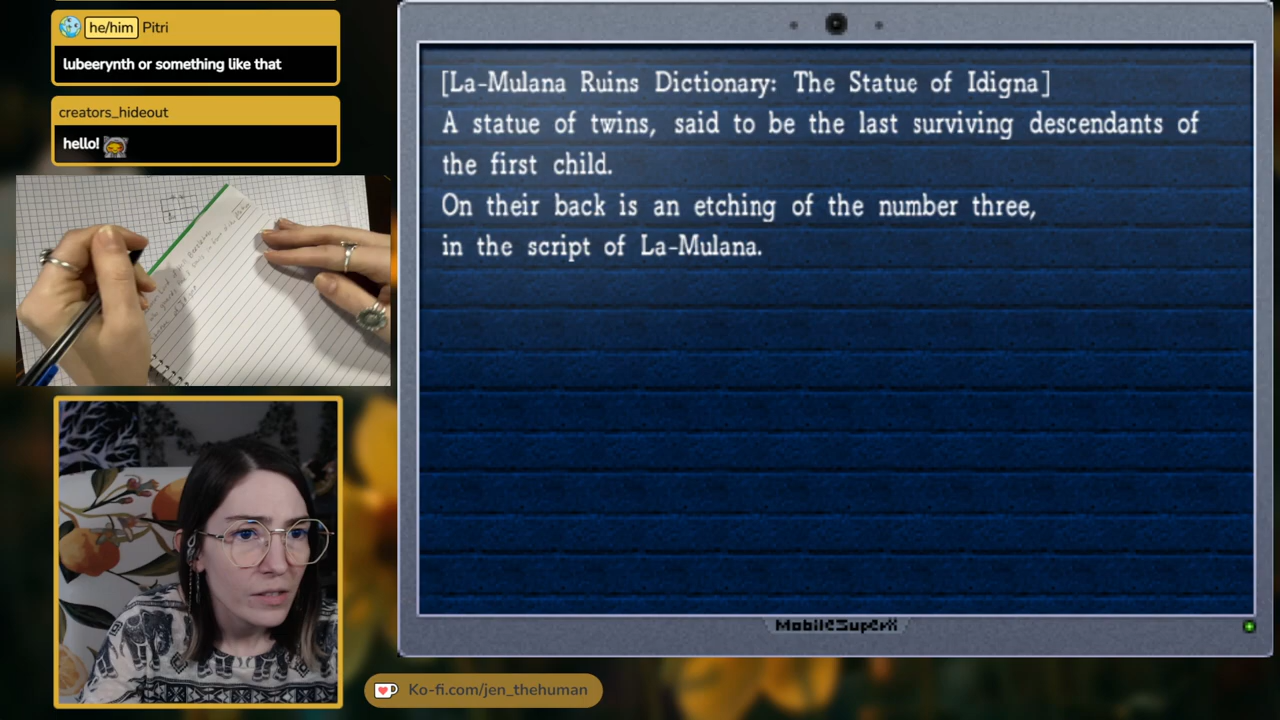 he/him Pitri
lubeerynth or something like that
creators_hideout
hello!
[La-Mulana Ruins Dictionary: The Statue of Idigna]
A statue of twins, said to be the last surviving descendants of
the first child.
On their back is an etching of the number three,
in the script of La-Mulana.
MobileSuperX
Ko-fi.com/jen_thehuman